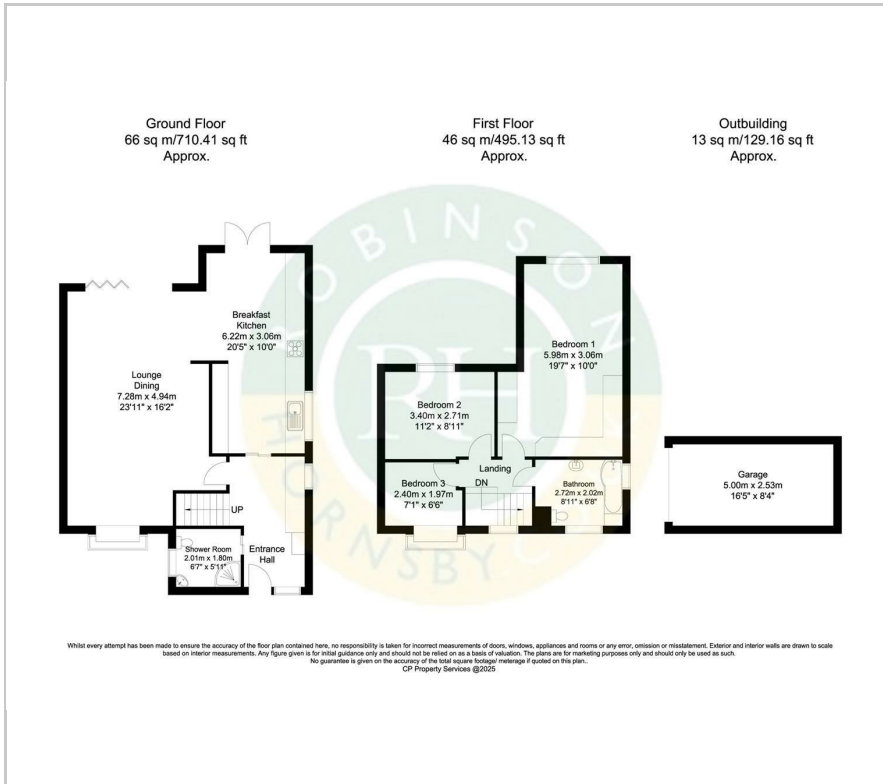 Ground Floor
66 sq m/710.41 sq ft
Approx.
First Floor
46 sq m/495.13 sq ft
Approx.
Outbuilding
13 sq m/129.16 sq ft
Approx.
Breakfast
Kitchen
6.22m x 3.06m
20'5" x 10'0"
Lounge
Dining
7.28m x 4.94m
23'11" x 16'2"
UP
Shower Room
2.01m x 1.80m
6'7" x 5'11"
Entrance
Hall
Bedroom 1
5.98m x 3.06m
19'7" x 10'0"
Bedroom 2
3.40m x 2.71m
11'2" x 8'11"
Landing
DN
Bedroom 3
2.40m x 1.97m
7'1" x 6'6"
Bathroom
2.72m x 2.02m
8'11" x 6'8"
Garage
5.00m x 2.53m
16'5" x 8'4"
ROBINSON
RH
HORNSBY
Whilst every attempt has been made to ensure the accuracy of the floor plan contained here, no responsibility is taken for incorrect measurements of doors, windows, appliances and rooms or any error, omission or misstatement. Exterior and interior walls are drawn to scale
based on interior measurements. Any figure given is for initial guidance only and should not be relied on as a basis of valuation. The plans are for marketing purposes only and should only be used as such.
No guarantee is given on the accuracy of the total square footage/ meterage if quoted on this plan..
CP Property Services @2025